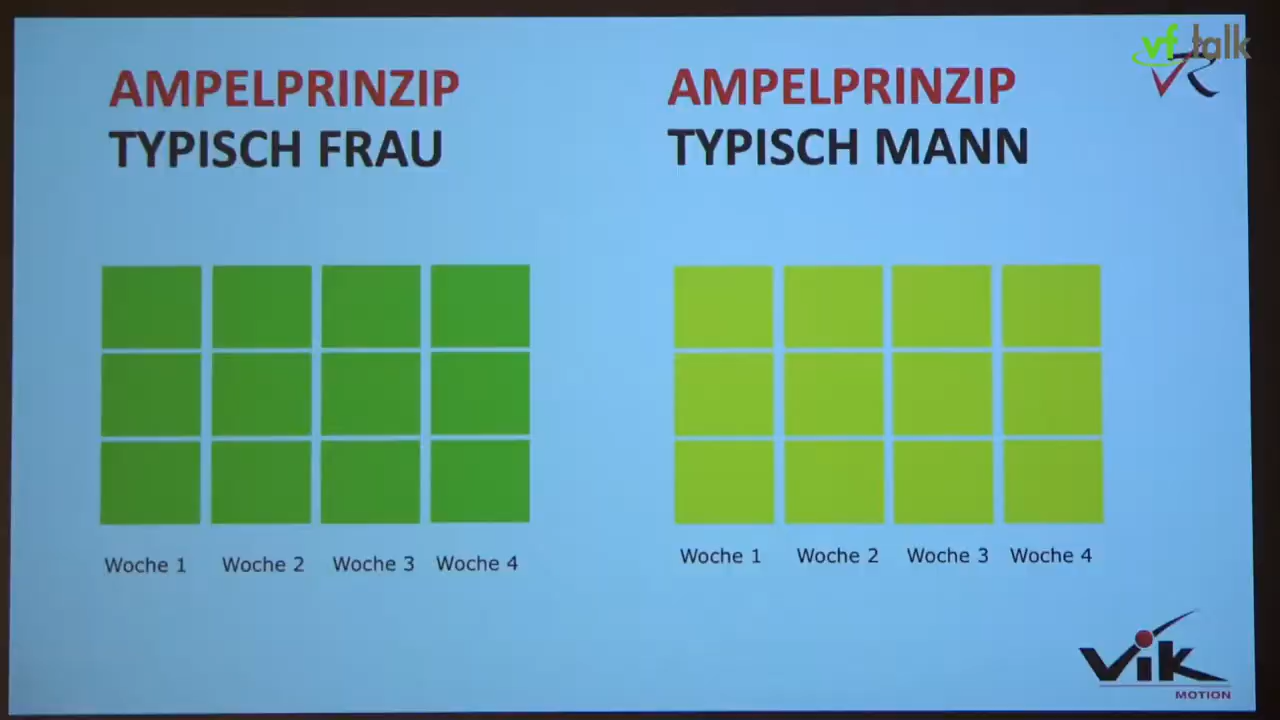 vf talk
VR
AMPELPRINZIP
TYPISCH FRAU
AMPELPRINZIP
TYPISCH MANN
Woche 1 Woche 2 Woche 3 Woche 4
Woche 1 Woche 2 Woche 3 Woche 4
vik
MOTION